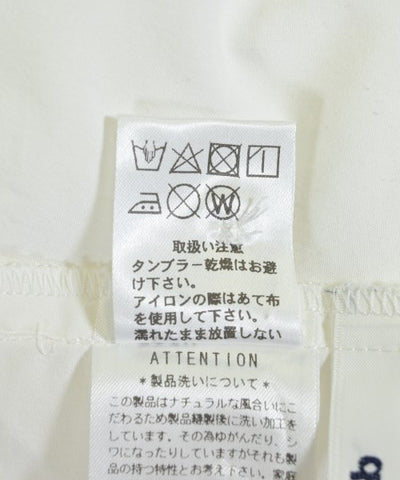 W
取扱い注意
タンブラー乾燥はお避
け下さい。
アイロンの際はあて布
を使用して下さい。
濡れたまま放置しない
ATTENTION
*製品洗いについて*
この製品はナチュラルな風合いにこ
だわるため製品縫製後に洗い加工を
しています。その為ゆがんだり、シ
ワになったりしていますがそれも製
品の持つ特性とお考え下さい。家庭